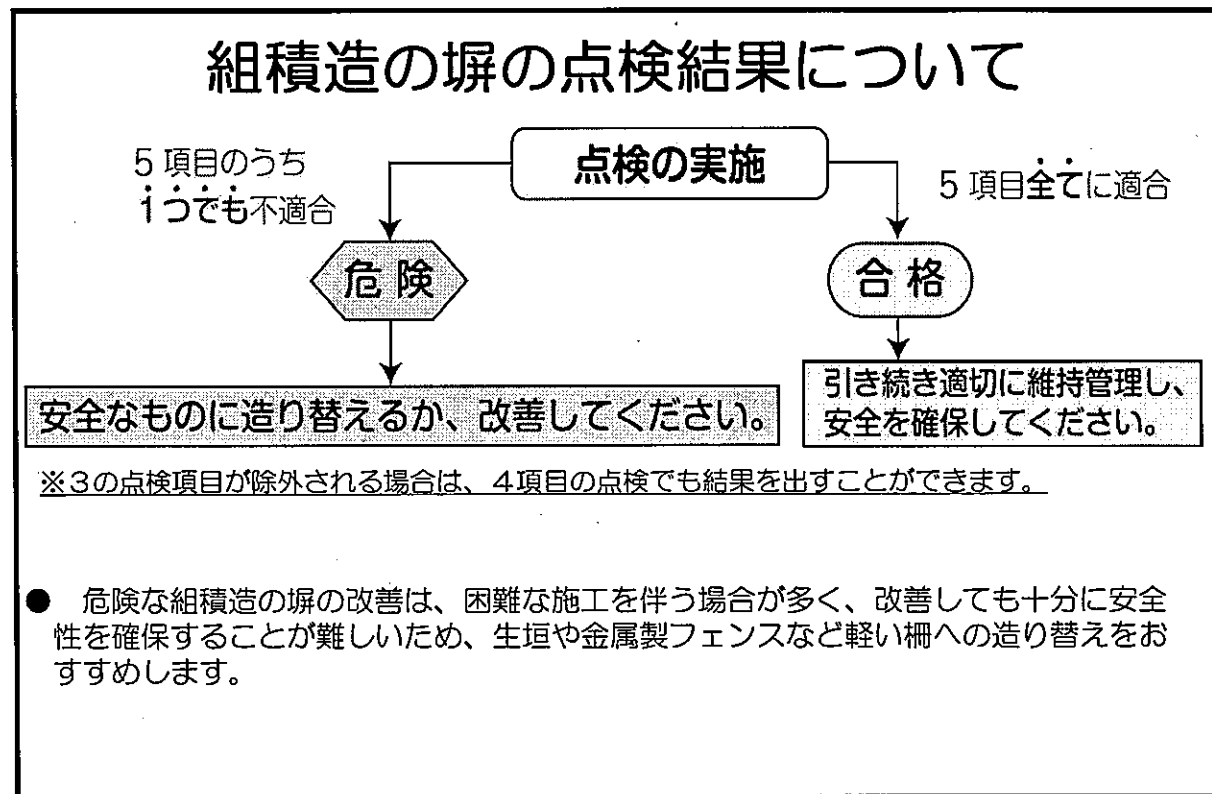 組積造の塀の点検結果について
点検の実施
5項目のうち
1つでも不適合
5項目全てに適合
危険
合格
安全なものに造り替えるか、改善してください。
引き続き適切に維持管理し、
安全を確保してください。
※3の点検項目が除外される場合は、4項目の点検でも結果を出すことができます。
● 危険な組積造の塀の改善は、困難な施工を伴う場合が多く、改善しても十分に安全
性を確保することが難しいため、生垣や金属製フェンスなど軽い柵への造り替えをお
すすめします。